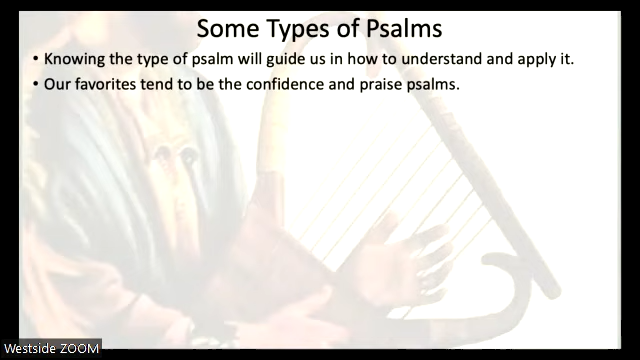 Some Types of Psalms
• Knowing the type of psalm will guide us in how to understand and apply it.
• Our favorites tend to be the confidence and praise psalms.
Westside ZOOM